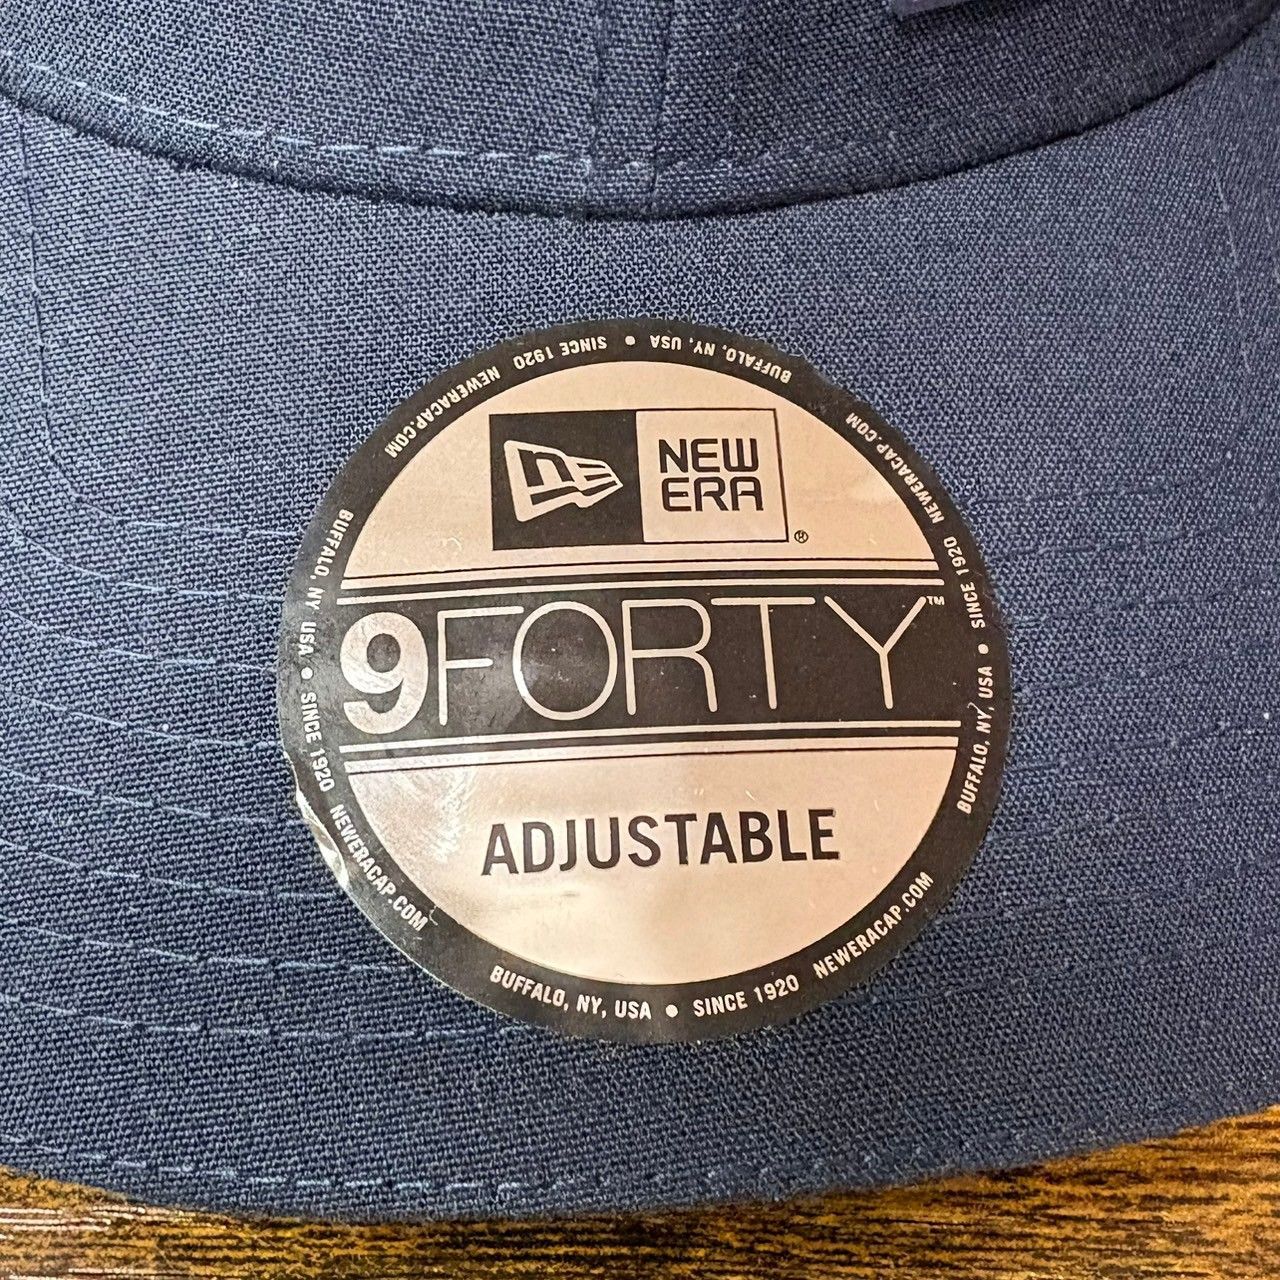 NEW
ERA
®
9FORTY™
ADJUSTABLE
BUFFALO, NY, USA • SINCE 1920 NEWERACAP.COM
BUFFALO, NY, USA • SINCE 1920 NEWERACAP.COM
BUFFALO, NY, USA • SINCE 1920 NEWERACAP.COM
BUFFALO, NY, USA • SINCE 1920 NEWERACAP.COM